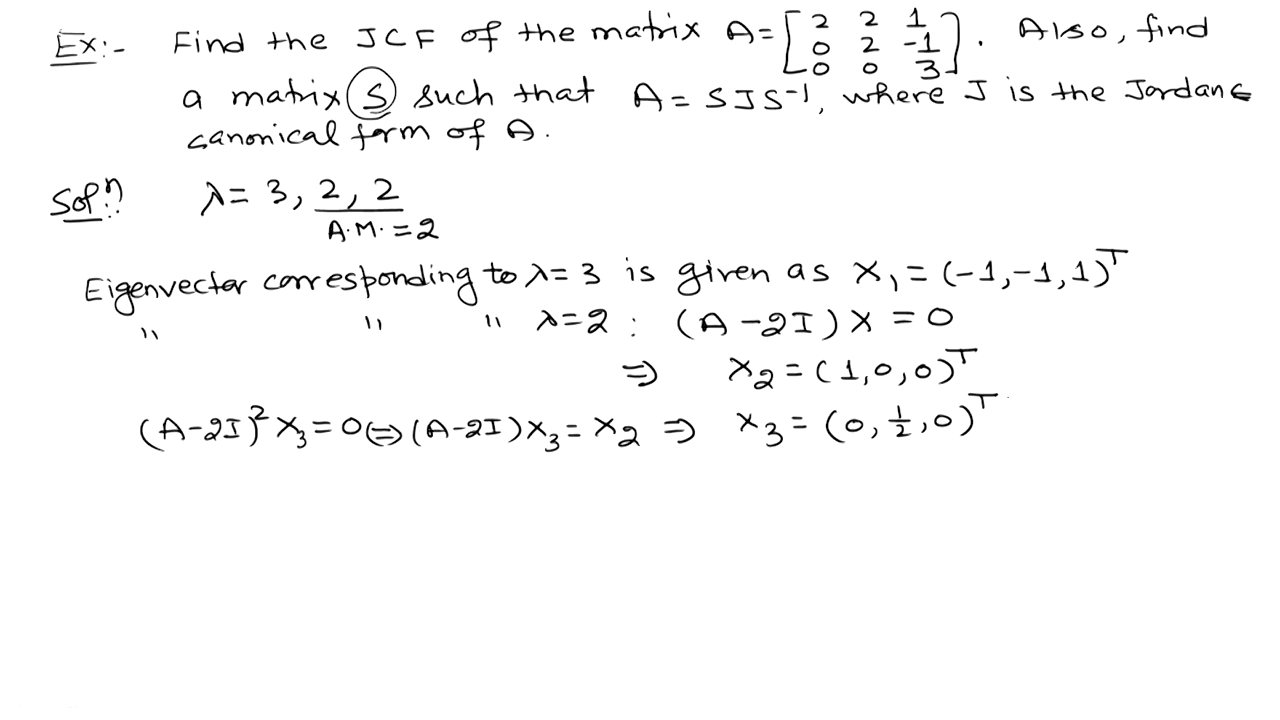 Ex:- Find the JCF of the matrix A = [2 2 1; 0 2 -1; 0 0 3]. Also, find
a matrix S such that A = SJS⁻¹, where J is the Jordan
canonical form of A.
Solⁿ: λ = 3, 2, 2
A.M. = 2
Eigenvector corresponding to λ = 3 is given as X₁ = (-1, -1, 1)ᵀ
" " " λ = 2 : (A - 2I) X = 0
⇒ X₂ = (1, 0, 0)ᵀ
(A - 2I)² X₃ = 0 ⇔ (A - 2I) X₃ = X₂ ⇒ X₃ = (0, 1/2, 0)ᵀ